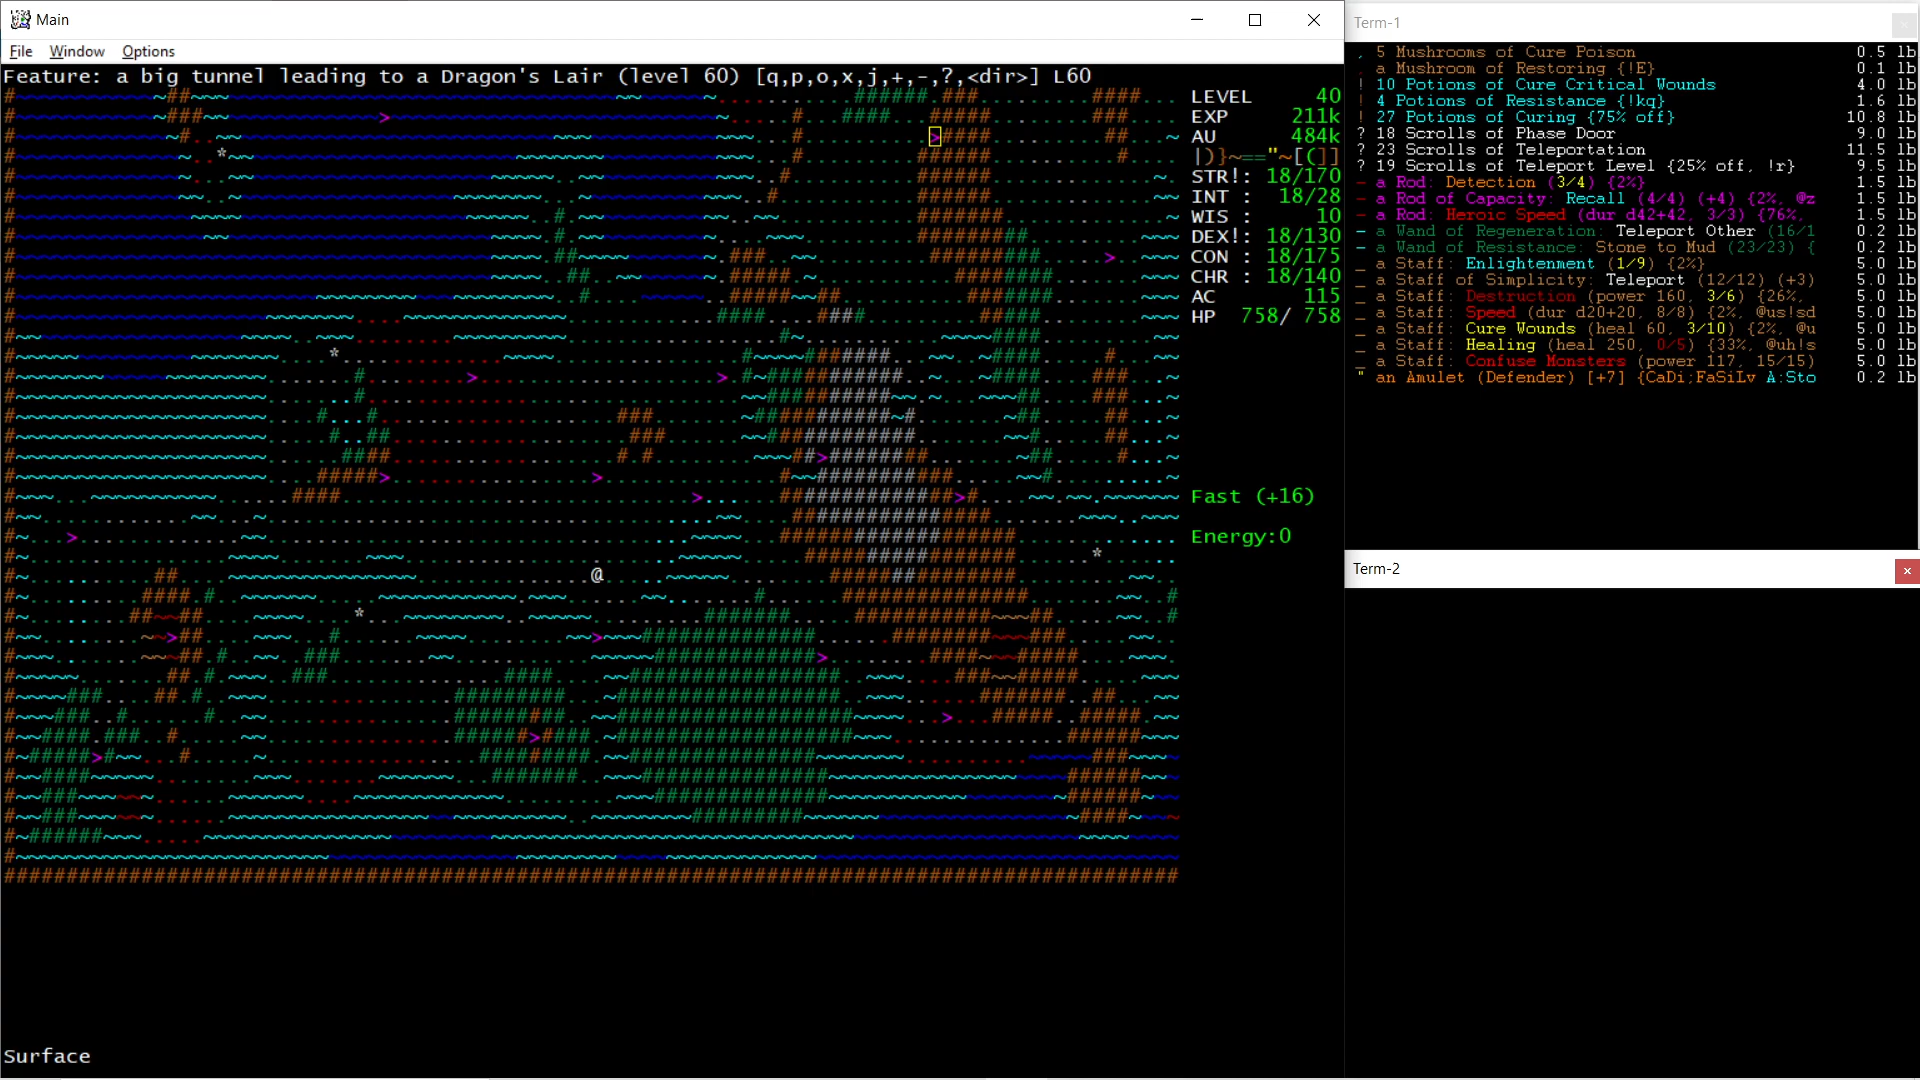 Main
File Window Options
Feature: a big tunnel leading to a Dragon's Lair (level 60) [q,p,o,x,j,+,-,?,<dir>] L60
LEVEL 40
EXP 211k
AU 484k
|)}~=="~[(]]
STR!: 18/170
INT : 18/28
WIS : 10
DEX!: 18/130
CON : 18/175
CHR : 18/140
AC 115
HP 758/ 758
Fast (+16)
Energy:0
Surface
Term-1
, 5 Mushrooms of Cure Poison 0.5 lb
, a Mushroom of Restoring {!E} 0.1 lb
! 10 Potions of Cure Critical Wounds 4.0 lb
! 4 Potions of Resistance {!kq} 1.6 lb
! 27 Potions of Curing {75% off} 10.8 lb
? 18 Scrolls of Phase Door 9.0 lb
? 23 Scrolls of Teleportation 11.5 lb
? 19 Scrolls of Teleport Level {25% off, !r} 9.5 lb
- a Rod: Detection (3/4) {2%} 1.5 lb
- a Rod of Capacity: Recall (4/4) (+4) {2%, @z 1.5 lb
- a Rod: Heroic Speed (dur d42+42, 3/3) {76%, 1.5 lb
- a Wand of Regeneration: Teleport Other (16/1 0.2 lb
- a Wand of Resistance: Stone to Mud (23/23) { 0.2 lb
_ a Staff: Enlightenment (1/9) {2%} 5.0 lb
_ a Staff of Simplicity: Teleport (12/12) (+3) 5.0 lb
_ a Staff: Destruction (power 160, 3/6) {26%, 5.0 lb
_ a Staff: Speed (dur d20+20, 8/8) {2%, @us!sd 5.0 lb
_ a Staff: Cure Wounds (heal 60, 3/10) {2%, @u 5.0 lb
_ a Staff: Healing (heal 250, 0/5) {33%, @uh!s 5.0 lb
_ a Staff: Confuse Monsters (power 117, 15/15) 5.0 lb
" an Amulet (Defender) [+7] {CaDi;FaSiLv A:Sto 0.2 lb
Term-2